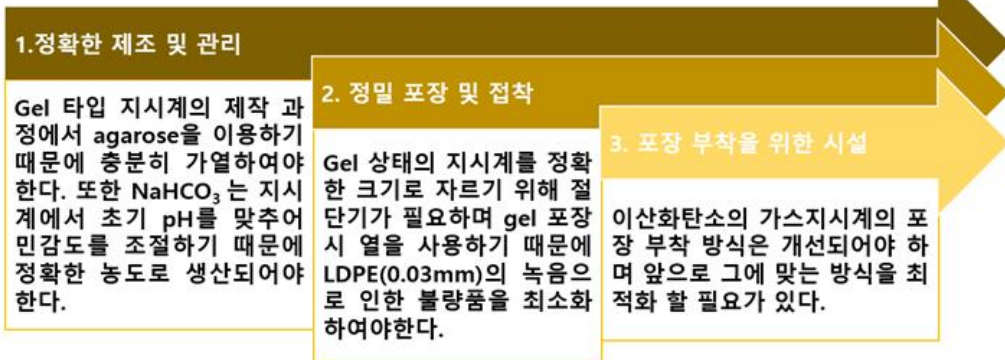 1.정확한 제조 및 관리
Gel 타입 지시계의 제작 과
정에서 agarose을 이용하기
때문에 충분히 가열하여야
한다. 또한 NaHCO₃ 는 지시
계에서 초기 pH를 맞추어
민감도를 조절하기 때문에
정확한 농도로 생산되어야
한다.
2. 정밀 포장 및 접착
Gel 상태의 지시계를 정확
한 크기로 자르기 위해 절
단기가 필요하며 gel 포장
시 열을 사용하기 때문에
LDPE(0.03mm)의 녹음으
로 인한 불량품을 최소화
하여야한다.
3. 포장 부착을 위한 시설
이산화탄소의 가스지시계의 포
장 부착 방식은 개선되어야 하
며 앞으로 그에 맞는 방식을 최
적화 할 필요가 있다.